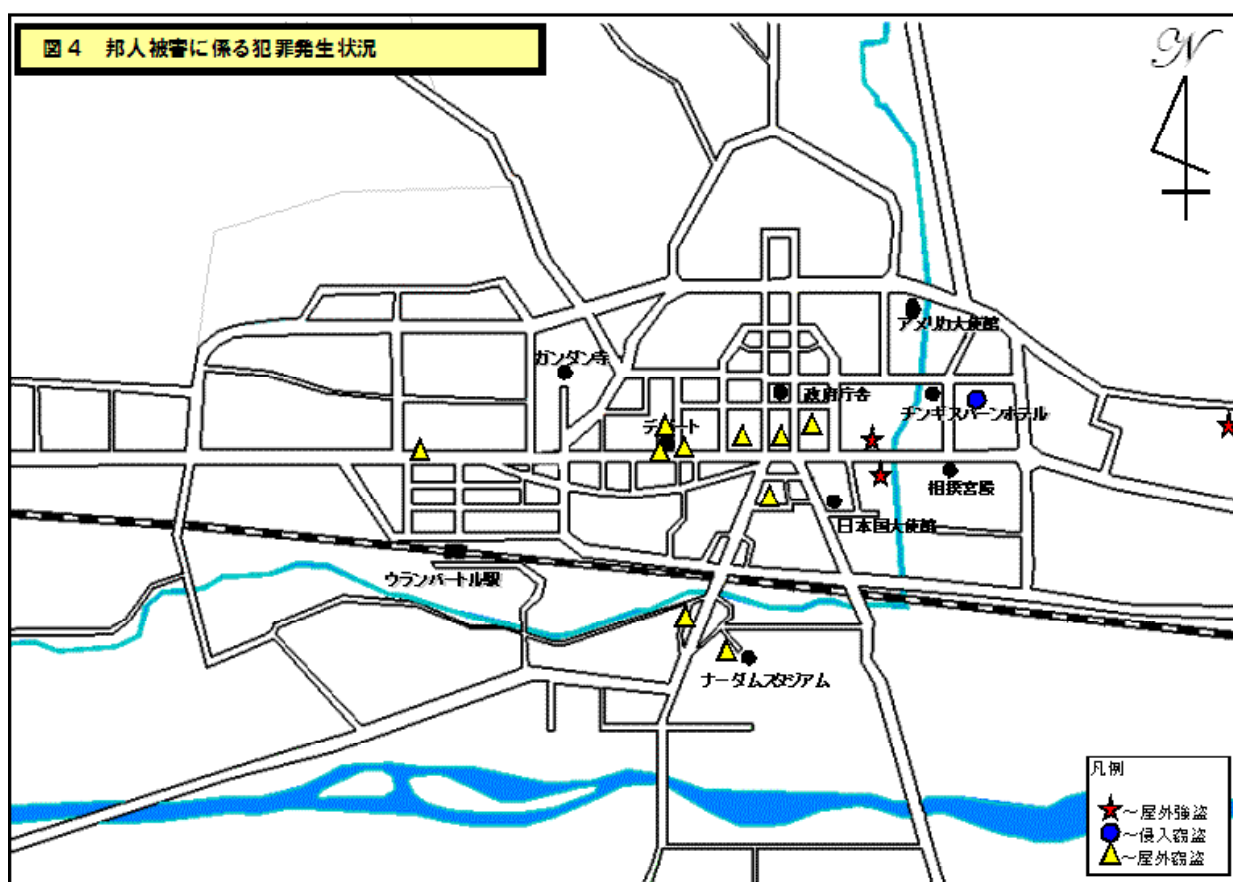 図4 邦人被害に係る犯罪発生状況
N
アメリカ大使館
ガンダン寺
政府庁舎
チンギスハーンホテル
デパート
相撲宮殿
日本国大使館
ウランバートル駅
ナーダムスタジアム
凡例
★~屋外強盗
●~侵入窃盗
▲~屋外窃盗